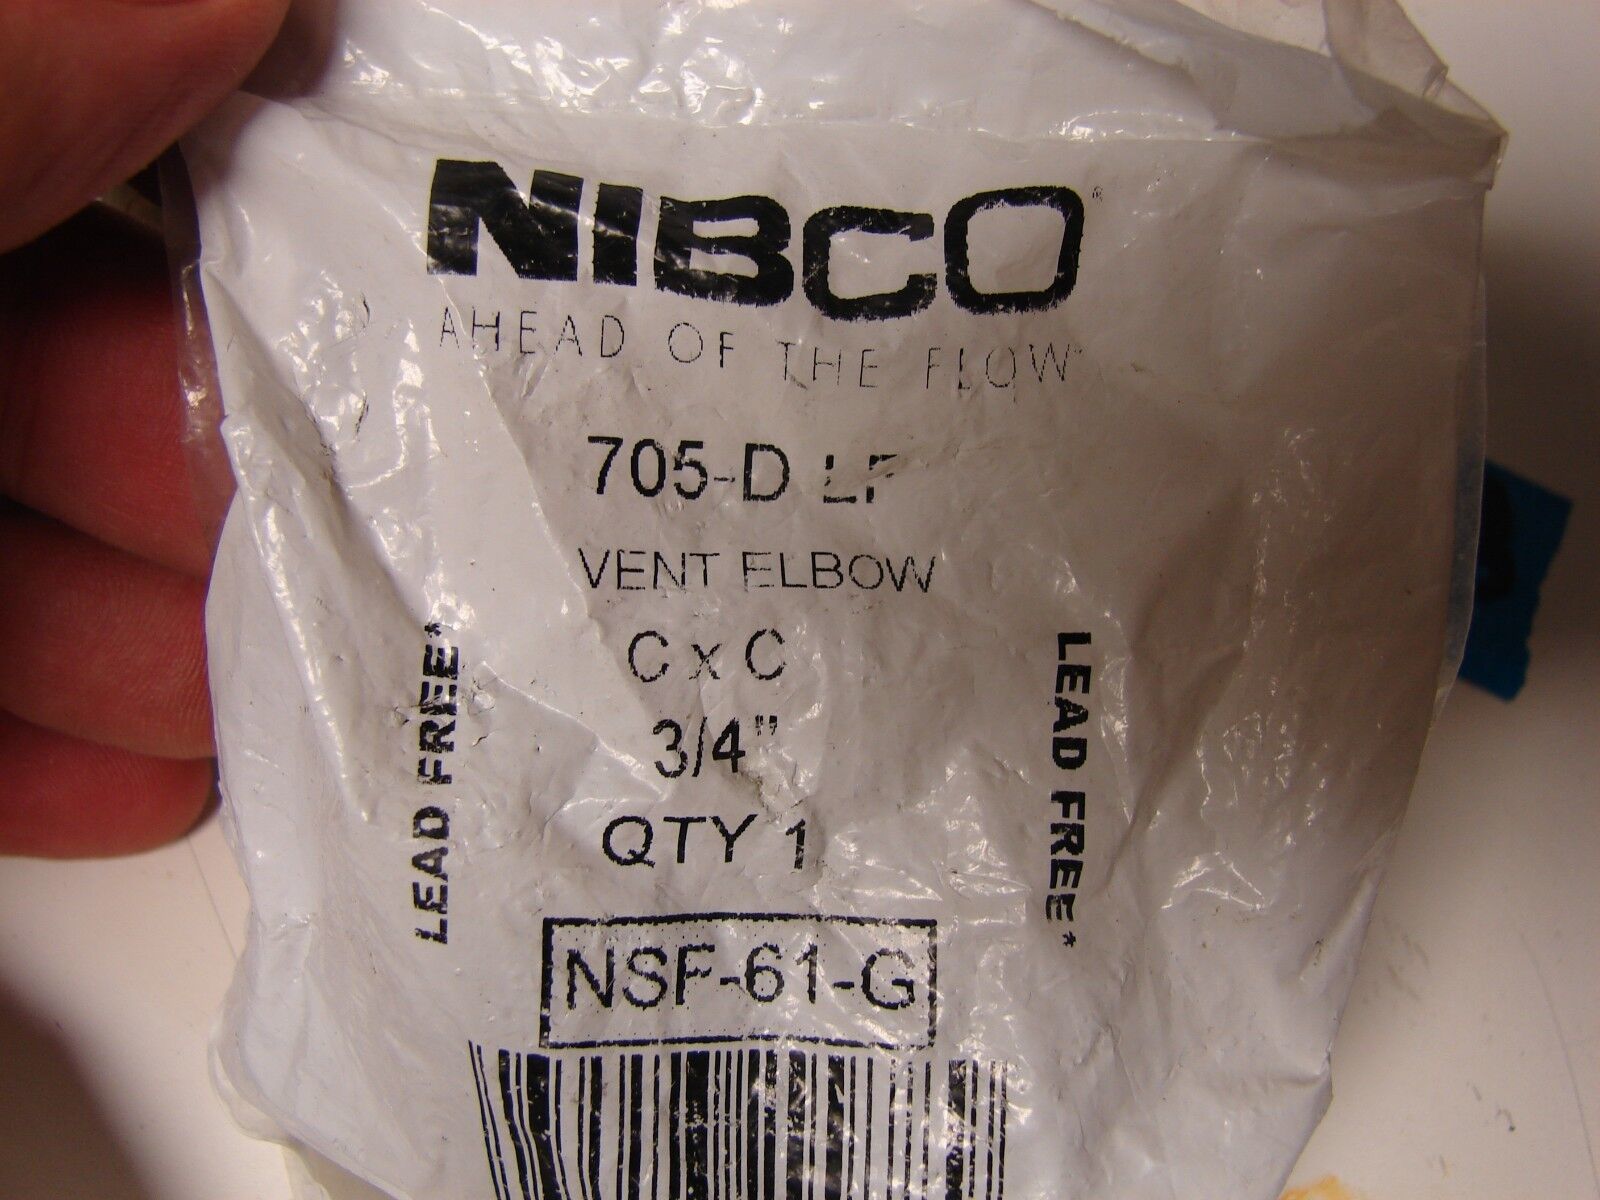 NIBCO®
AHEAD OF THE FLOW®
705-D LF
VENT ELBOW
C x C
3/4"
QTY 1
LEAD FREE*
LEAD FREE*
NSF-61-G